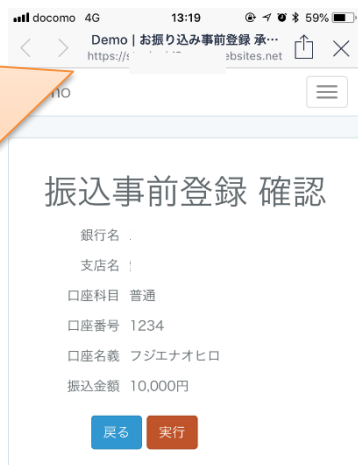 docomo 4G 13:19 59%
Demo | お振り込み事前登録 承…
https://
ebsites.net
振込事前登録 確認
銀行名
支店名
口座科目 普通
口座番号 1234
口座名義 フジエナオヒロ
振込金額 10,000円
戻る 実行